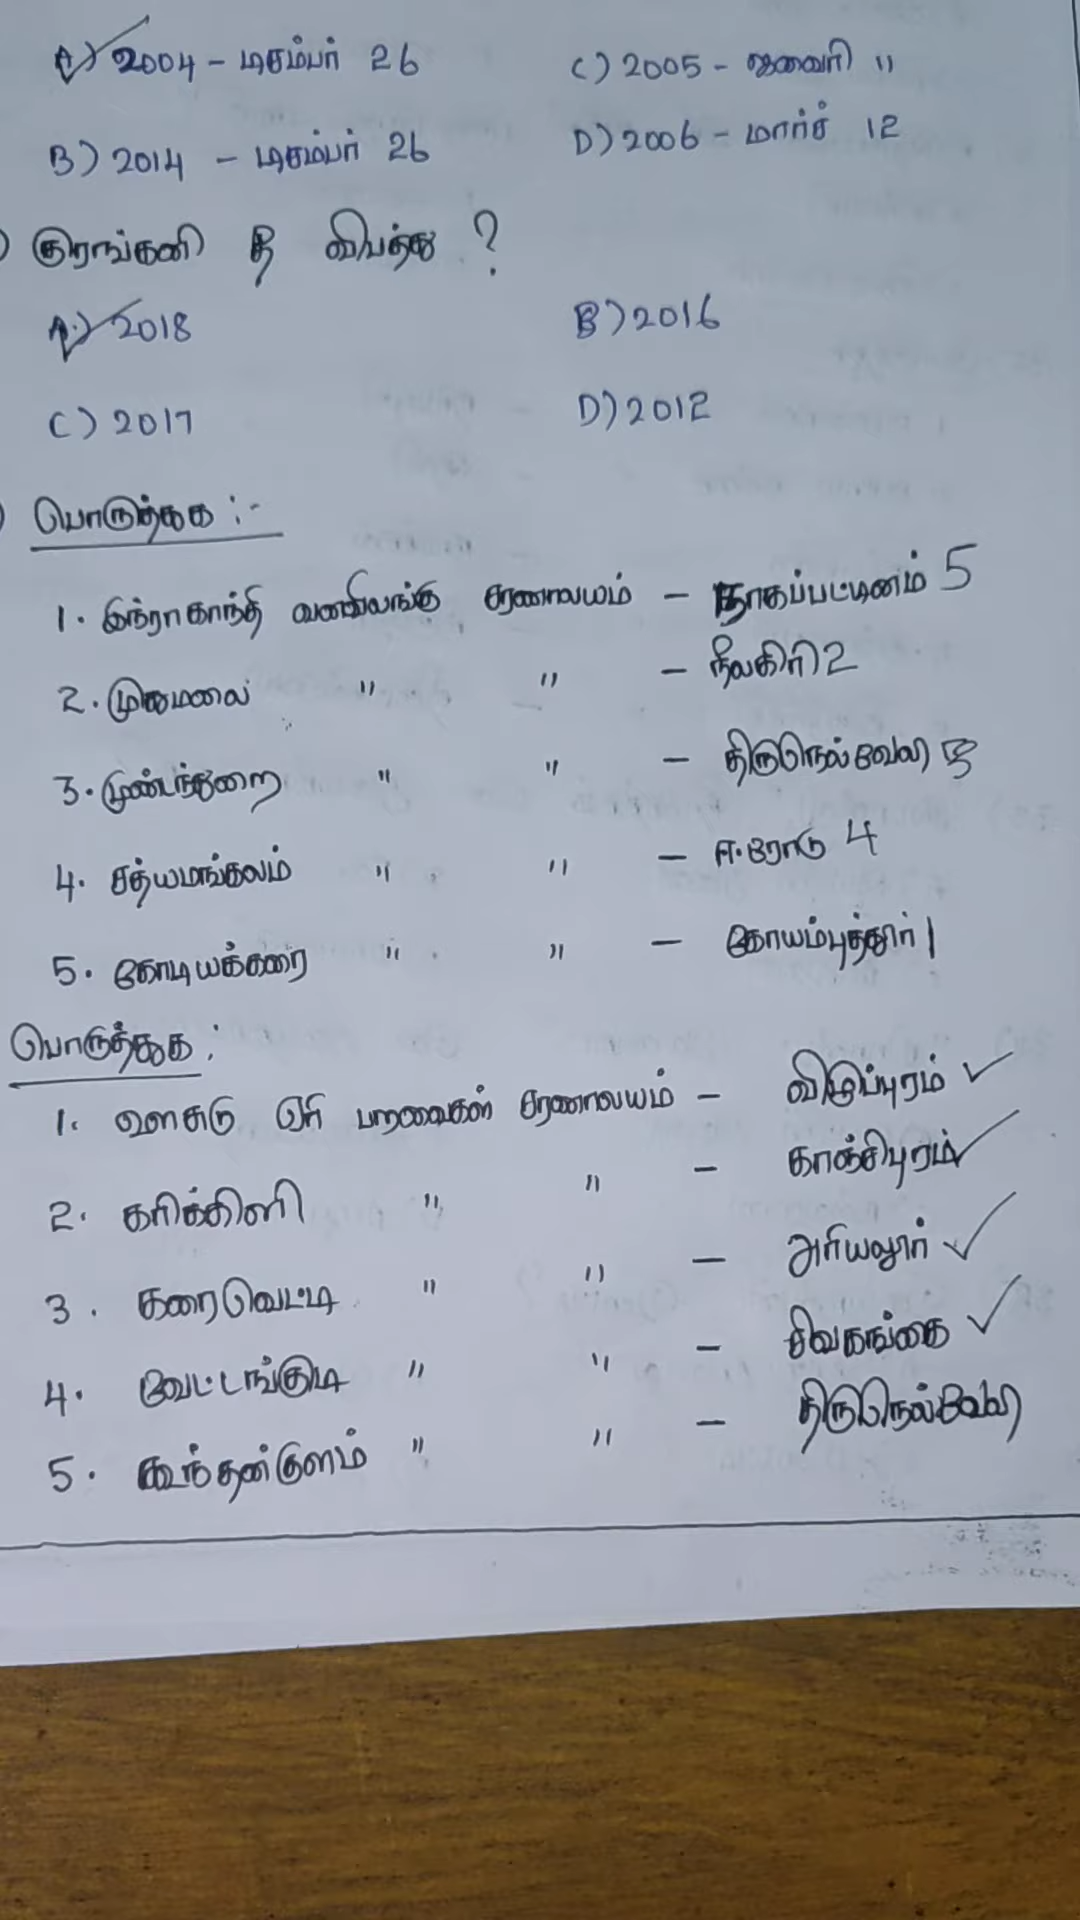 A) 2004 - டிசம்பர் 26 C) 2005 - ஜனவரி 11
B) 2014 - டிசம்பர் 26 D) 2006 - மார்ச் 12
) குரங்கனி தீ விபத்து ?
A) 2018 B) 2016
C) 2017 D) 2012
) பொருத்துக :-
1. இந்ராகாந்தி வனவிலங்கு சரணாலயம் - நாகப்பட்டினம் 5
2. முதுமலை " " - நீலகிரி 2
3. முண்டந்துறை " " - திருநெல்வேலி 3
4. சத்யமங்கலம் " " - ஈ.ரோடு 4
5. கோடியக்கரை " " - கோயம்புத்தூர் 1
பொருத்துக :
1. ஊசுடு ஏரி பறவைகள் சரணாலயம் - விழுப்புரம்
2. கரிக்கிளி " " - காஞ்சிபுரம்
3. கரைவெட்டி " " - அரியலூர்
4. வேட்டங்குடி " " - சிவகங்கை
5. கூந்தன்குளம் " " - திருநெல்வேலி